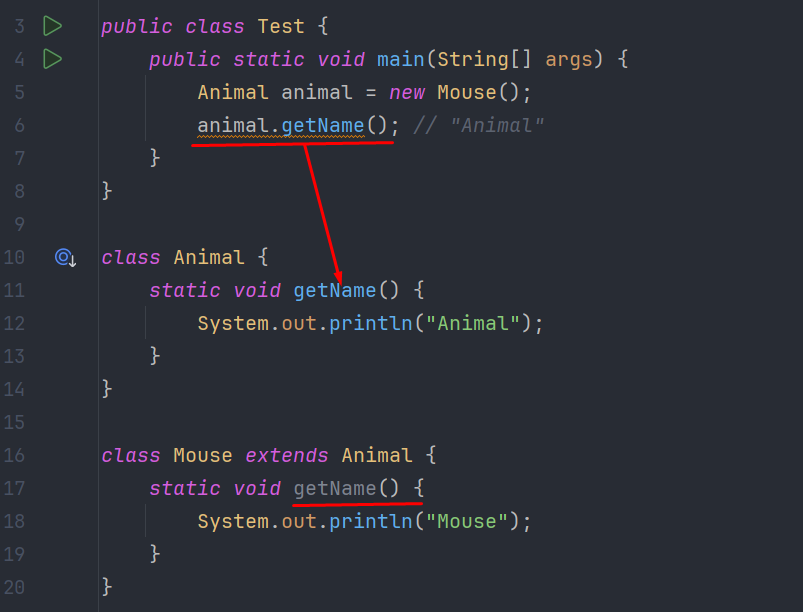 3 public class Test {
4 public static void main(String[] args) {
5 Animal animal = new Mouse();
6 animal.getName(); // "Animal"
7 }
8 }
9
10 class Animal {
11 static void getName() {
12 System.out.println("Animal");
13 }
14 }
15
16 class Mouse extends Animal {
17 static void getName() {
18 System.out.println("Mouse");
19 }
20 }